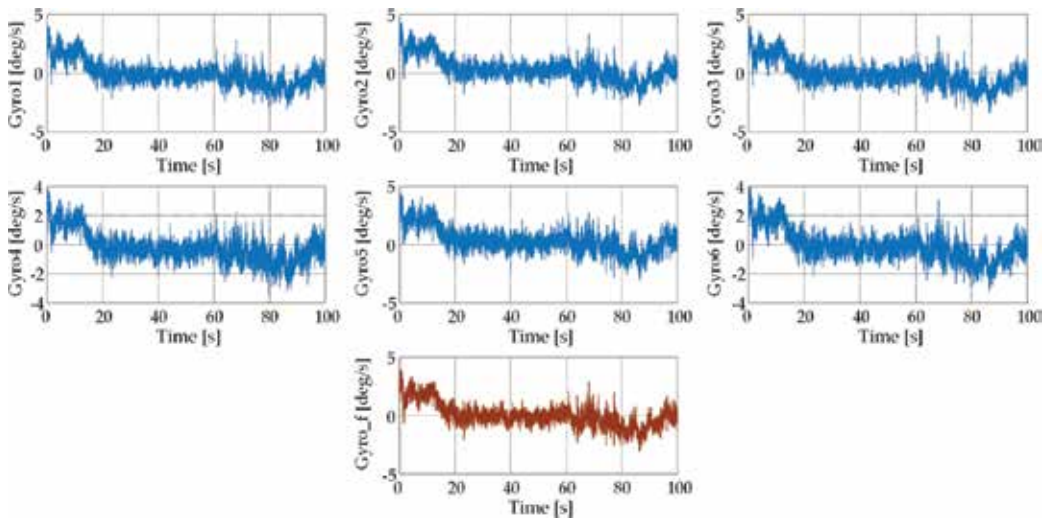 5
0
-5
0 20 40 60 80 100
Time [s]
Gyro1 [deg/s]
5
0
-5
0 20 40 60 80 100
Time [s]
Gyro2 [deg/s]
5
0
-5
0 20 40 60 80 100
Time [s]
Gyro3 [deg/s]
4
2
0
-2
-4
0 20 40 60 80 100
Time [s]
Gyro4 [deg/s]
5
0
-5
0 20 40 60 80 100
Time [s]
Gyro5 [deg/s]
4
2
0
-2
-4
0 20 40 60 80 100
Time [s]
Gyro6 [deg/s]
5
0
-5
0 20 40 60 80 100
Time [s]
Gyro_f [deg/s]